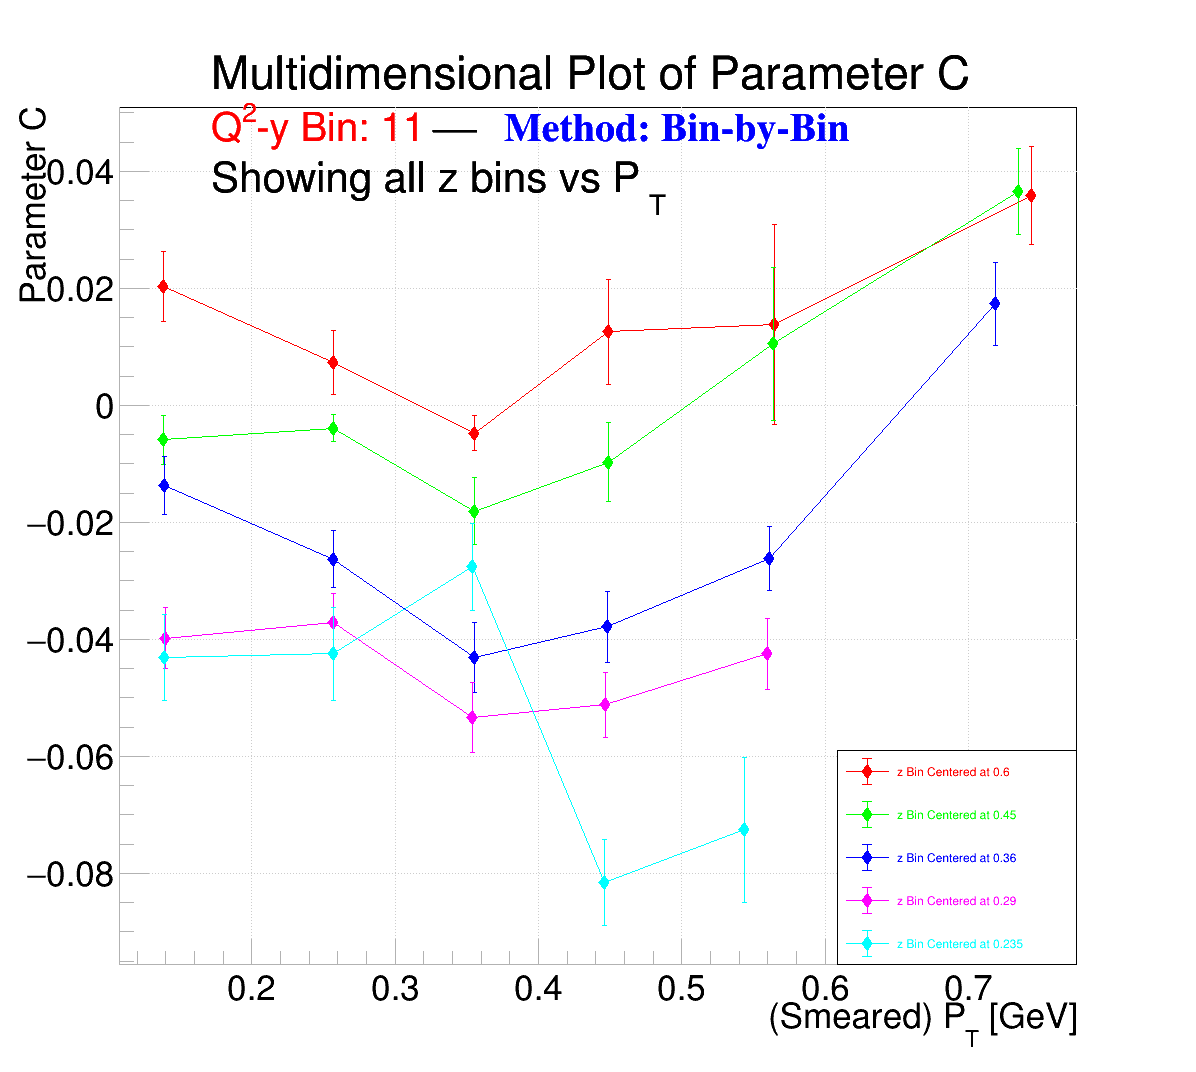 Multidimensional Plot of Parameter C
Q²-y Bin: 11 — Method: Bin-by-Bin
Showing all z bins vs P_T
Parameter C
0.04
0.02
0
−0.02
−0.04
−0.06
−0.08
z Bin Centered at 0.6
z Bin Centered at 0.45
z Bin Centered at 0.36
z Bin Centered at 0.29
z Bin Centered at 0.235
0.2 0.3 0.4 0.5 0.6 0.7
(Smeared) P_T [GeV]